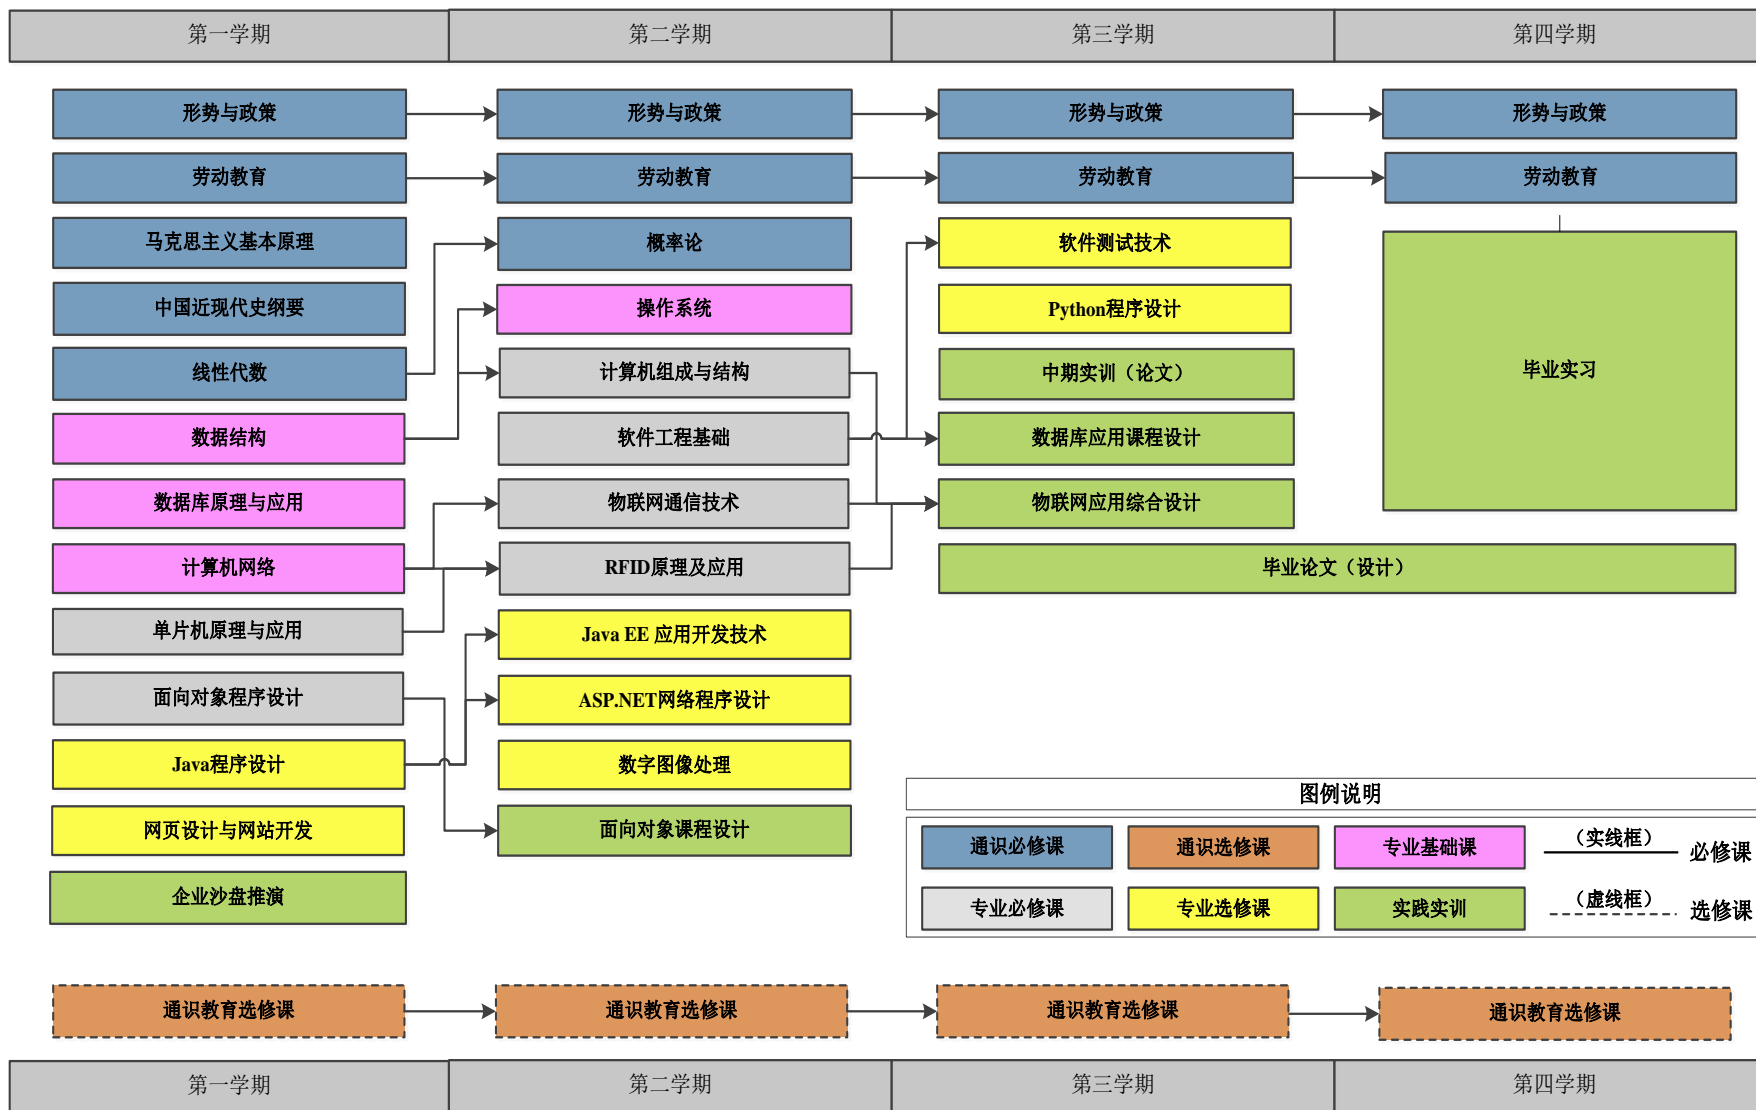 第一学期
第二学期
第三学期
第四学期
形势与政策
形势与政策
形势与政策
形势与政策
劳动教育
劳动教育
劳动教育
劳动教育
马克思主义基本原理
概率论
软件测试技术
中国近现代史纲要
操作系统
Python程序设计
线性代数
计算机组成与结构
中期实训（论文）
毕业实习
数据结构
软件工程基础
数据库应用课程设计
数据库原理与应用
物联网通信技术
物联网应用综合设计
计算机网络
RFID原理及应用
毕业论文（设计）
单片机原理与应用
Java EE 应用开发技术
面向对象程序设计
ASP.NET网络程序设计
Java程序设计
数字图像处理
网页设计与网站开发
面向对象课程设计
企业沙盘推演
图例说明
通识必修课
通识选修课
专业基础课
（实线框）
必修课
专业必修课
专业选修课
实践实训
（虚线框）
选修课
通识教育选修课
通识教育选修课
通识教育选修课
通识教育选修课
第一学期
第二学期
第三学期
第四学期